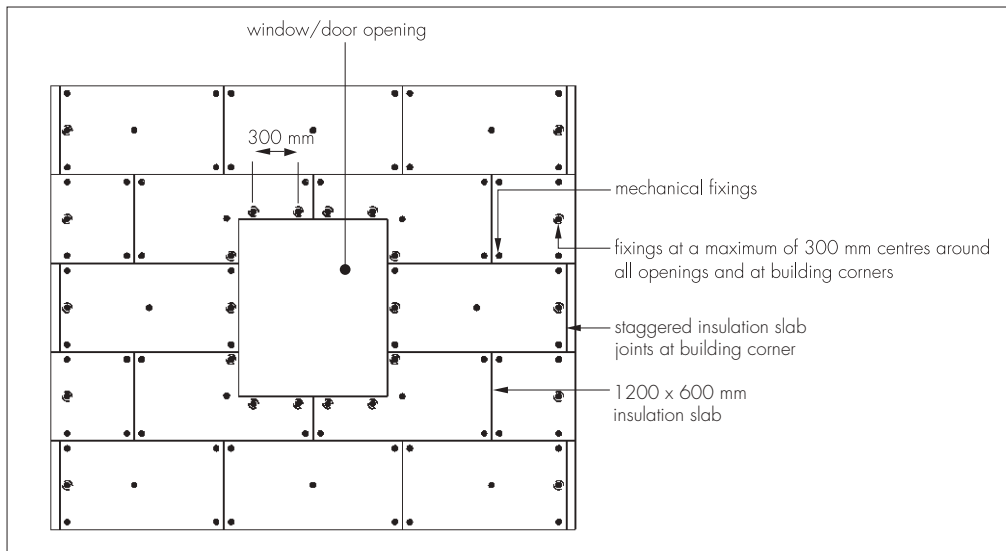 window/door opening
300 mm
mechanical fixings
fixings at a maximum of 300 mm centres around
all openings and at building corners
staggered insulation slab
joints at building corner
1200 x 600 mm
insulation slab